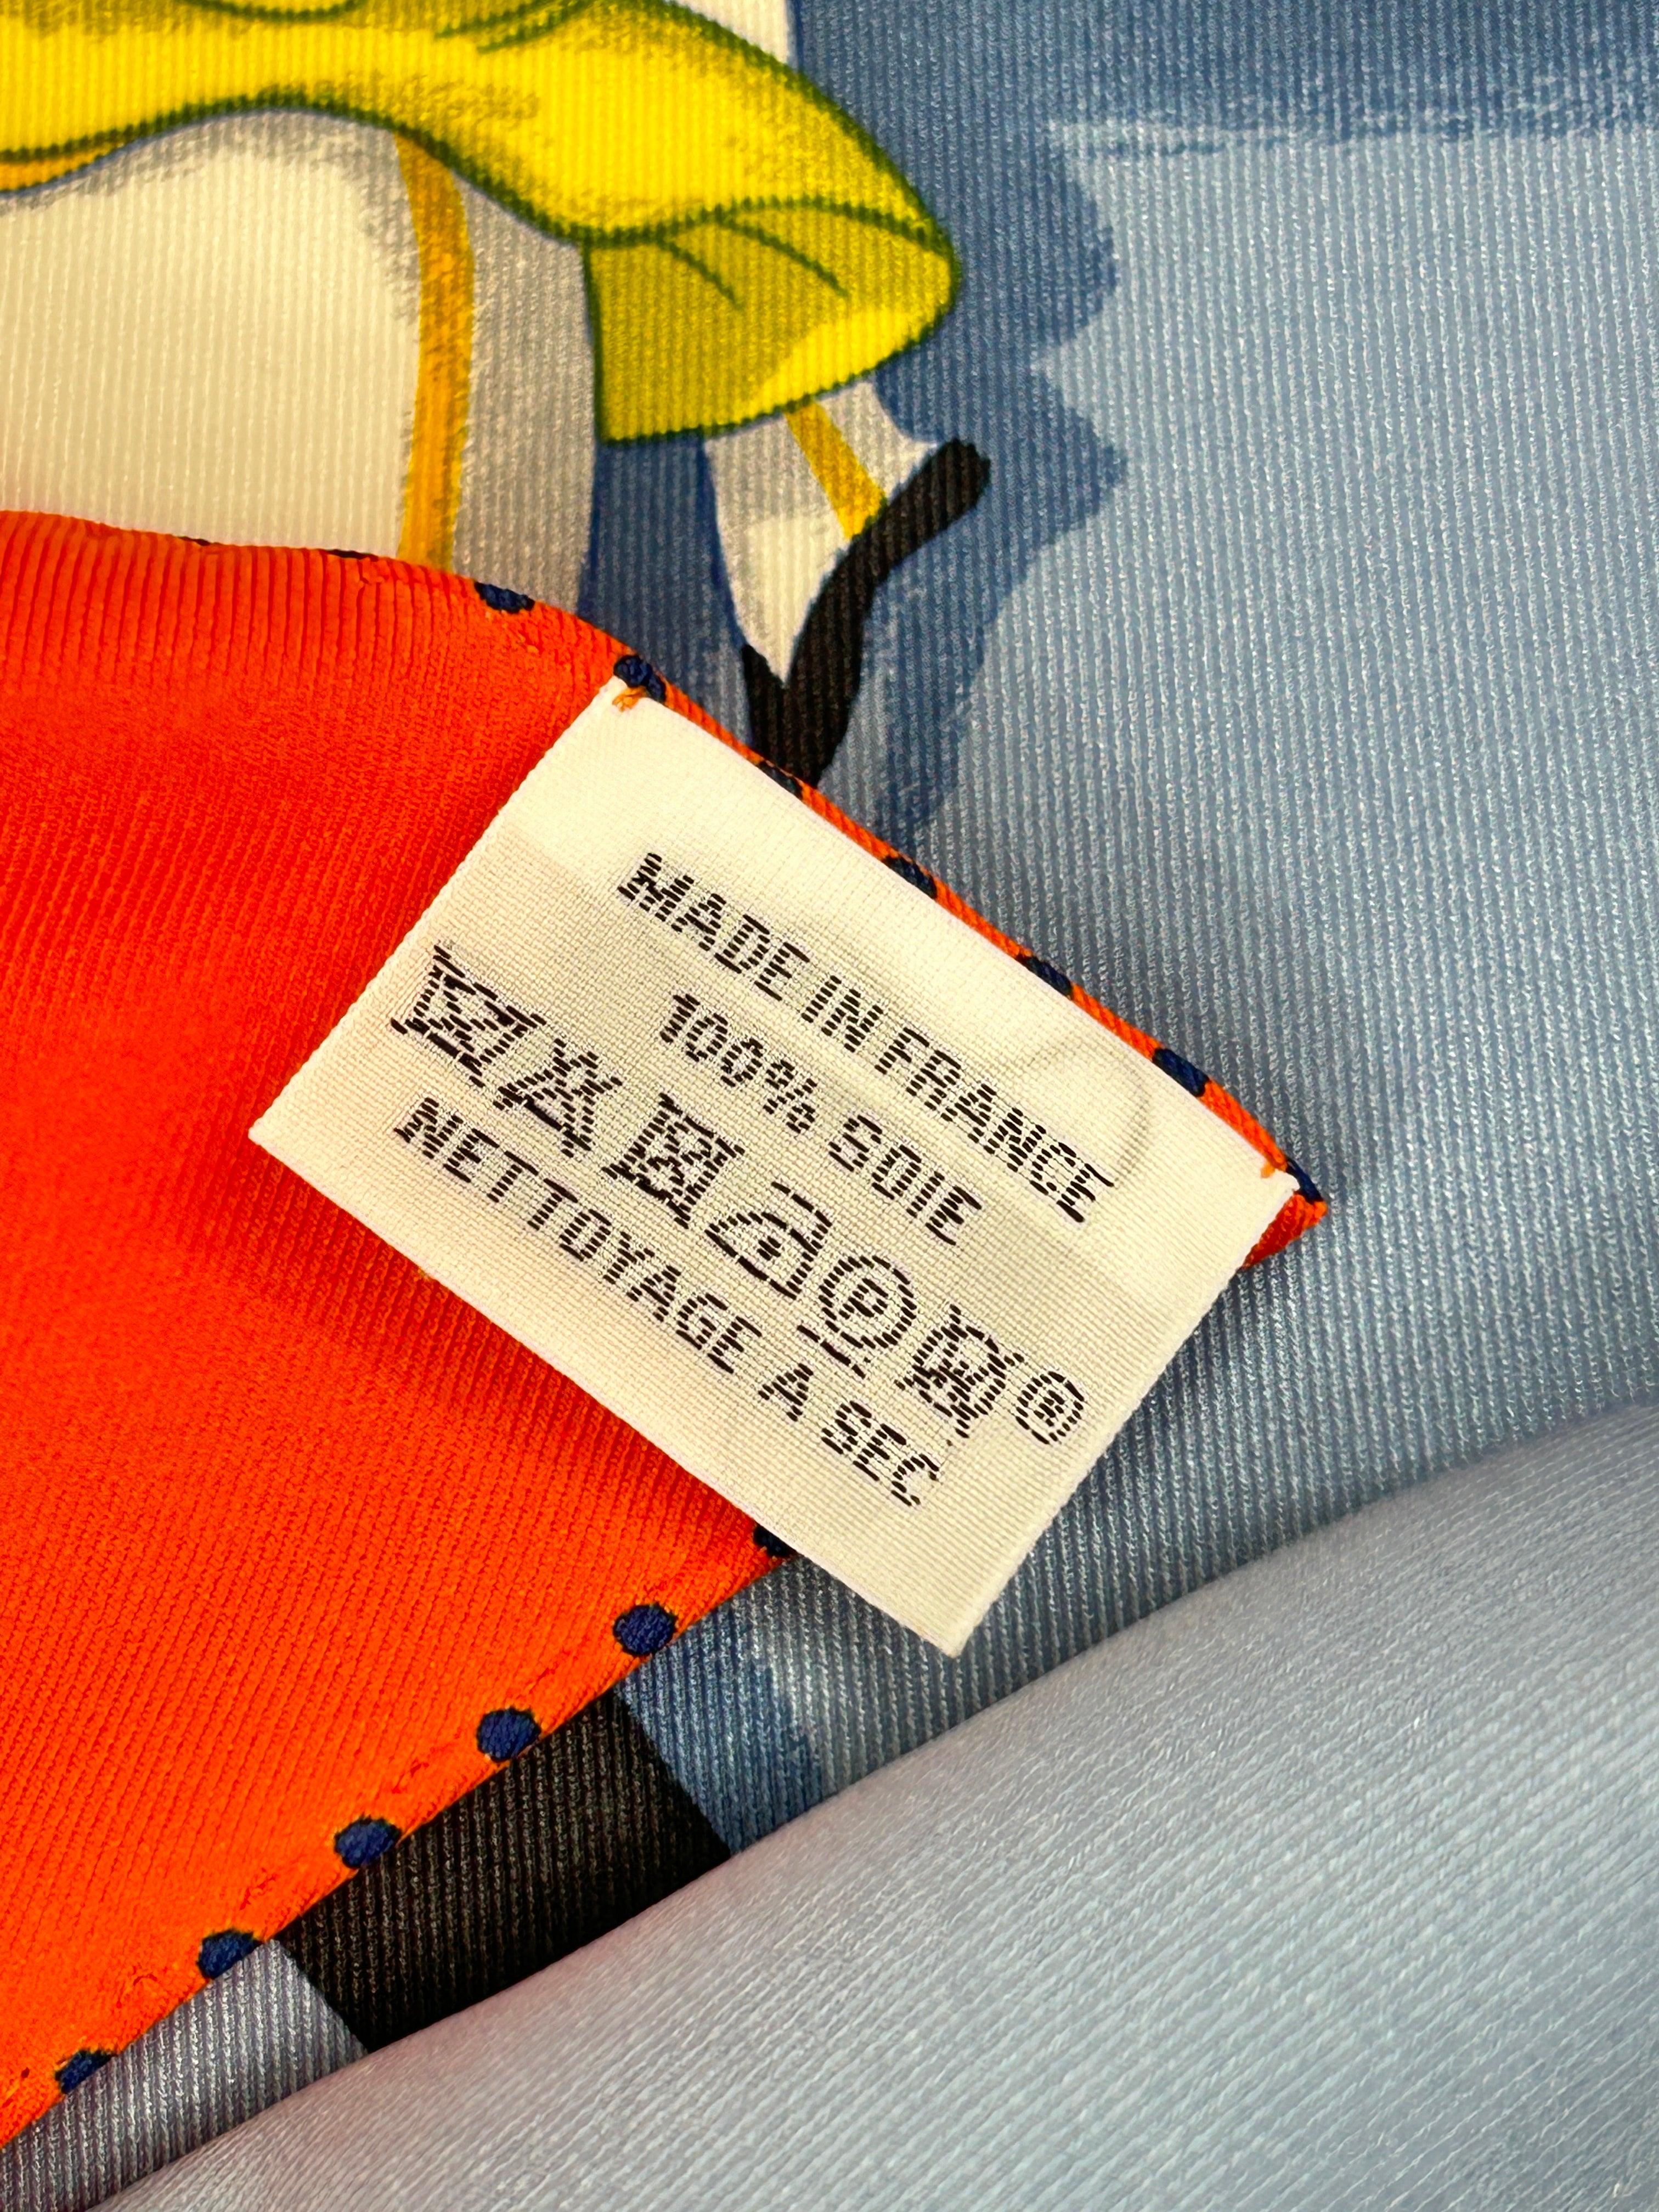 MADE IN FRANCE
100% SOIE
P W ®
NETTOYAGE A SEC